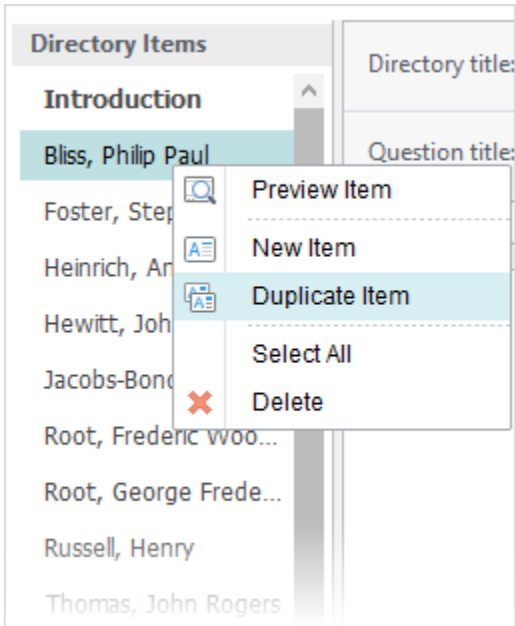 Directory Items
Introduction
Bliss, Philip Paul
Foster, Step
Heinrich, An
Hewitt, Joh
Jacobs-Bond
Root, Frederic Woo...
Root, George Frede...
Russell, Henry
Thomas, John Rogers
Directory title:
Question title:
Preview Item
New Item
Duplicate Item
Select All
Delete